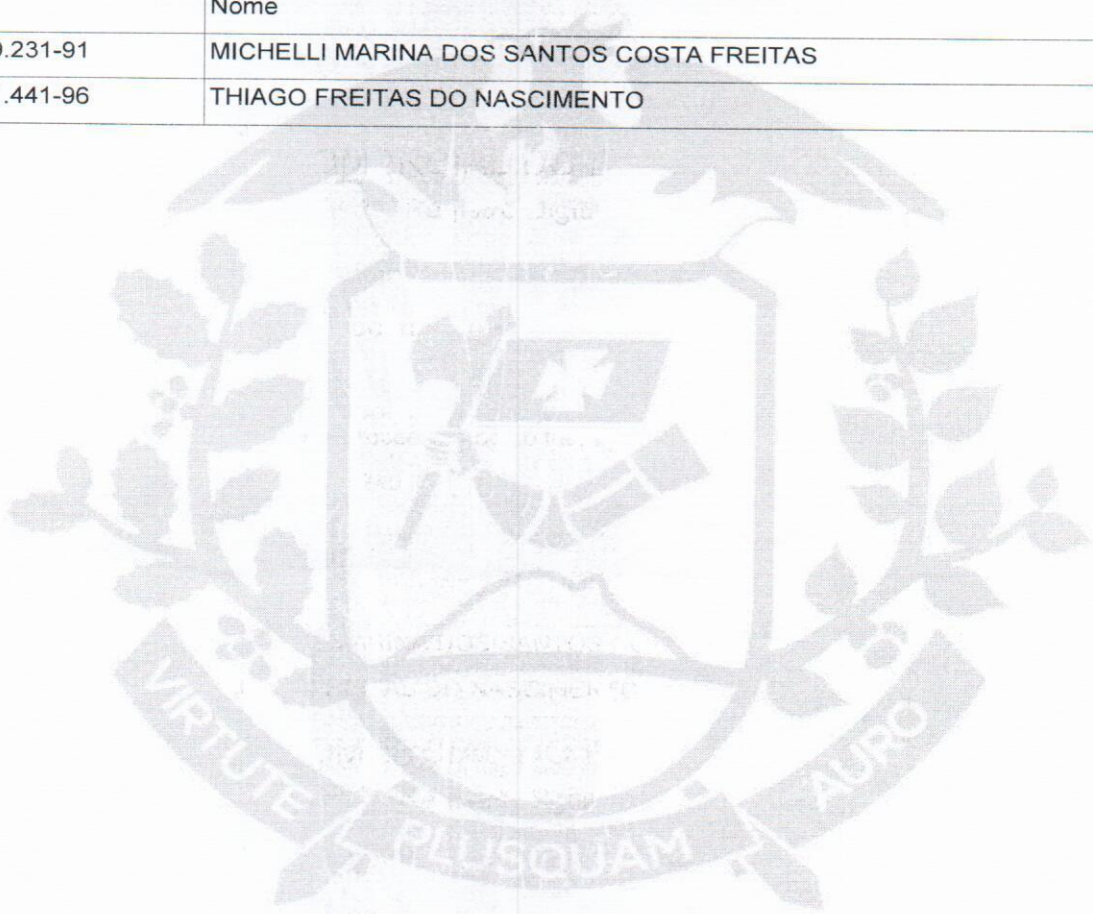 Nome
.231-91 MICHELLI MARINA DOS SANTOS COSTA FREITAS
.441-96 THIAGO FREITAS DO NASCIMENTO
VIRTUTE PLUSQUAM AURO